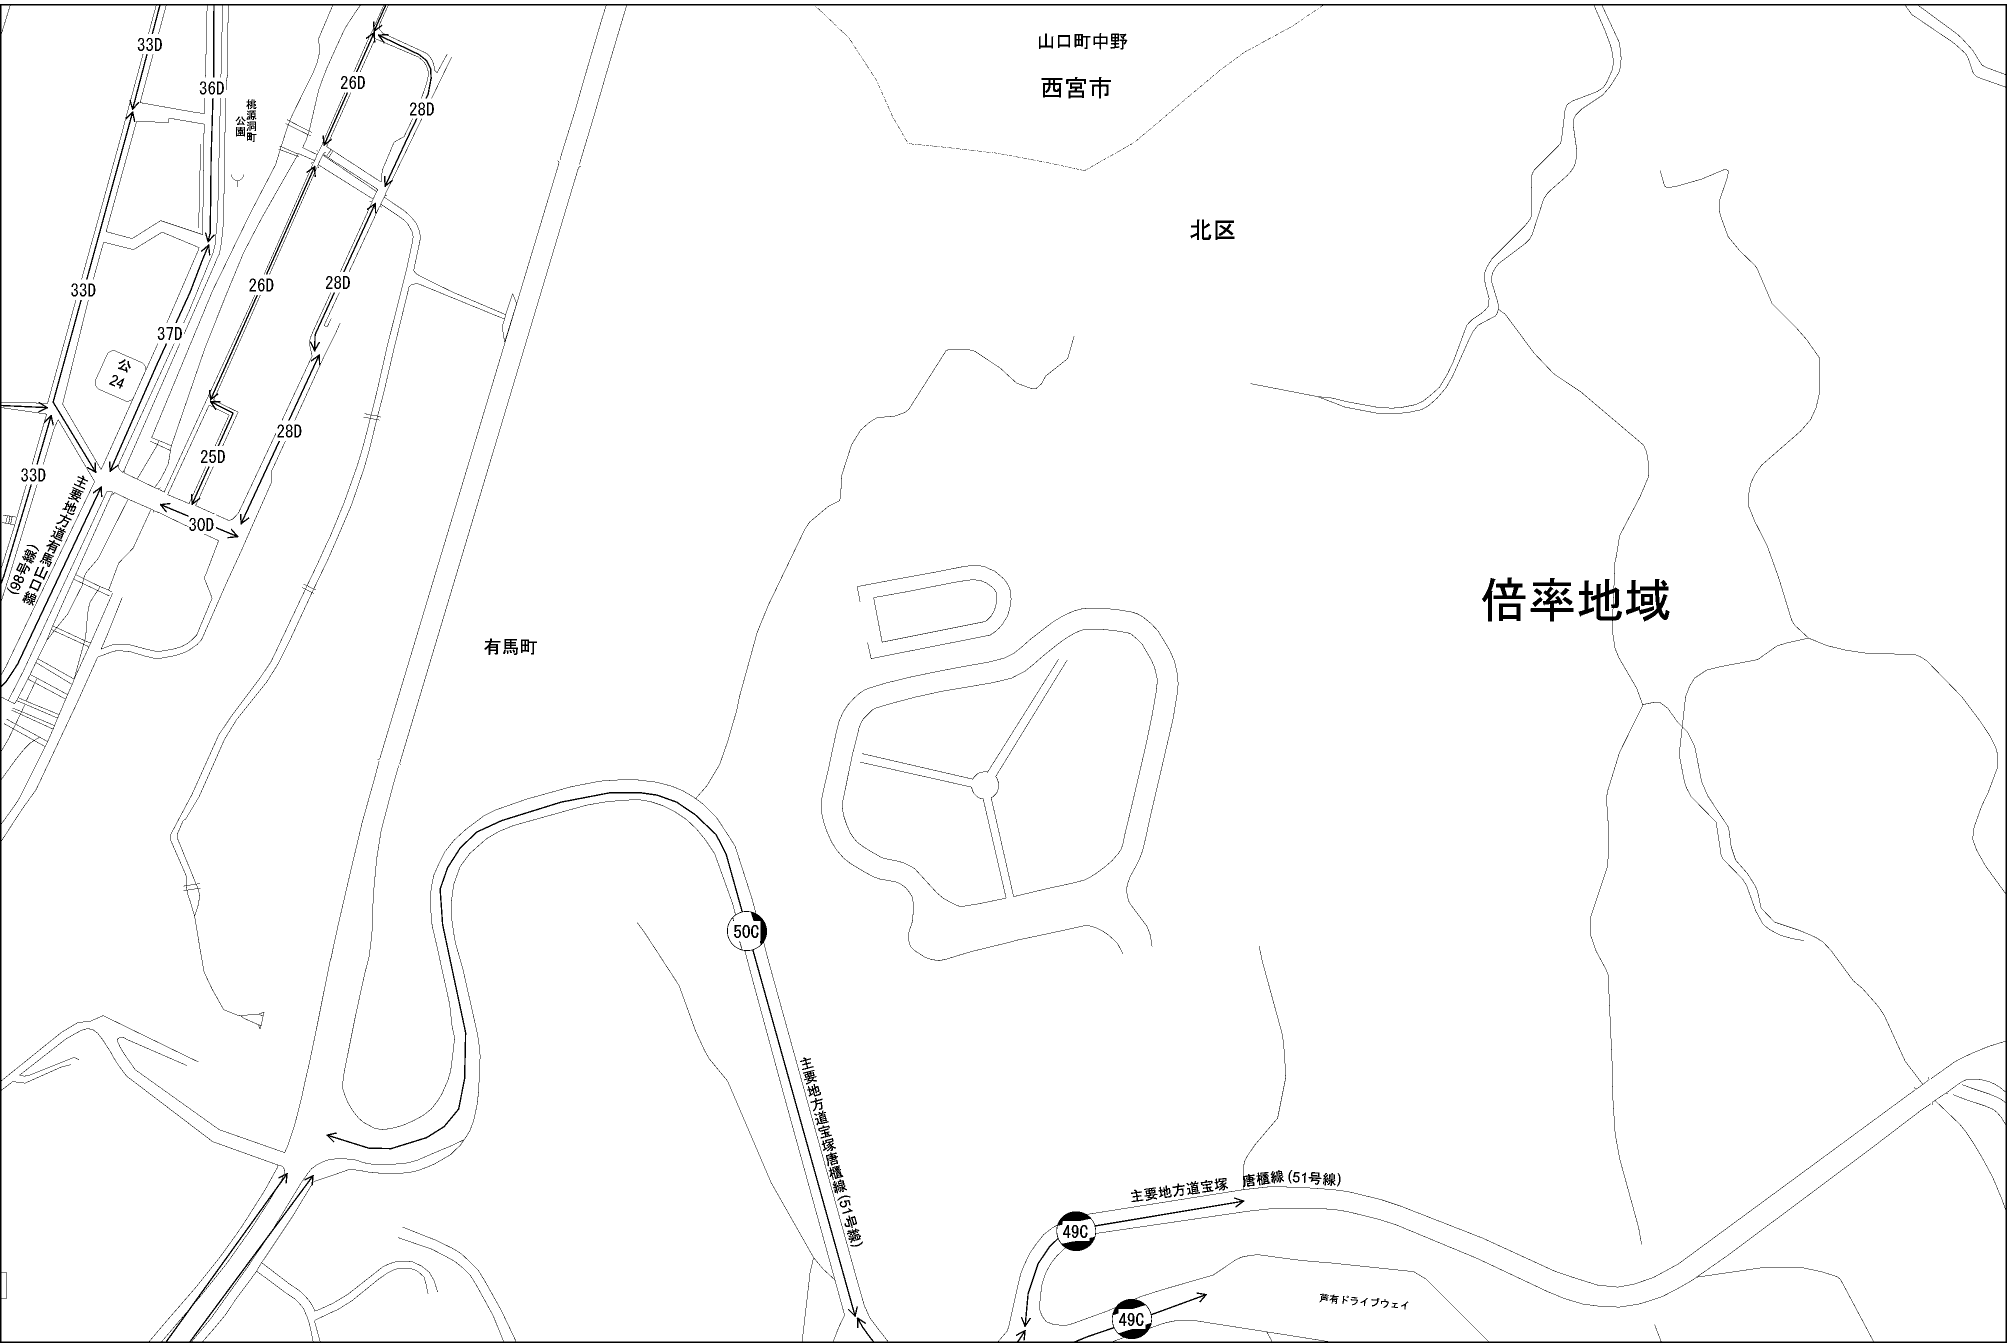 33D
36D
26D
28D
桃源洞町
公園
山口町中野
西宮市
北区
33D
26D
28D
37D
公
24
28D
25D
33D
30D
主要地方道有馬
山口線
(98号線)
有馬町
倍率地域
50C
主要地方道宝塚唐櫃線(51号線)
主要地方道宝塚 唐櫃線(51号線)
49C
49C
芦有ドライブウェイ